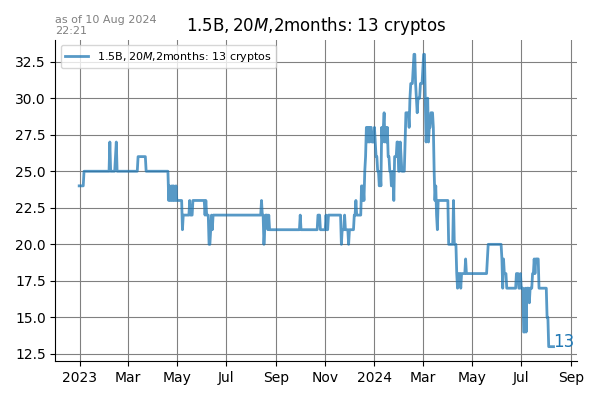 as of 10 Aug 2024
22:21
1.5B, 20M,2months: 13 cryptos
1.5B, 20M,2months: 13 cryptos
32.5
30.0
27.5
25.0
22.5
20.0
17.5
15.0
12.5
13
2023 Mar May Jul Sep Nov 2024 Mar May Jul Sep